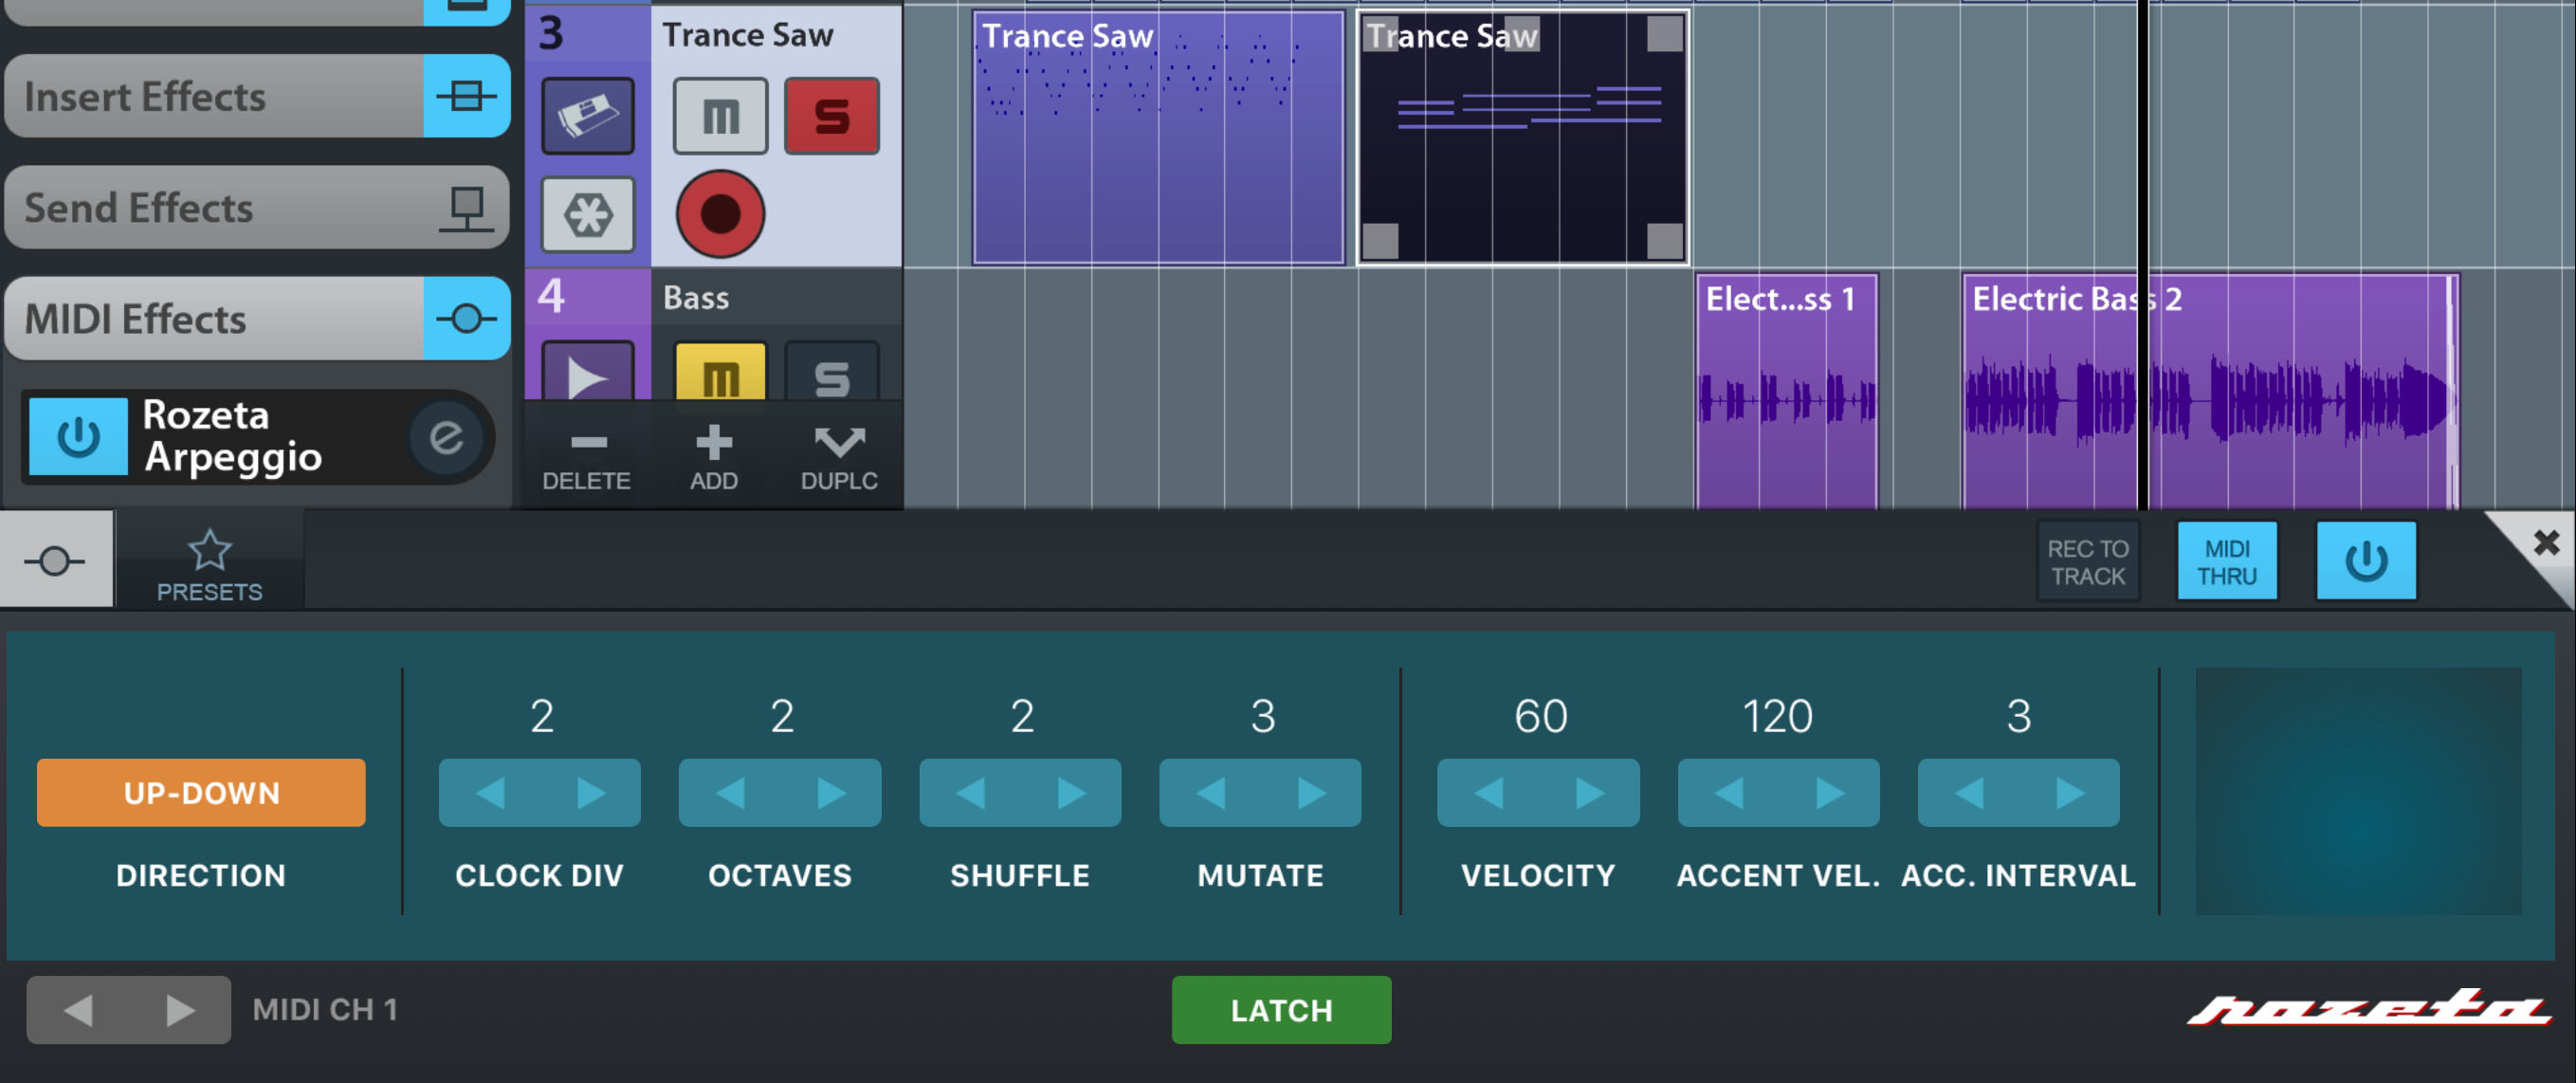 Insert Effects
Send Effects
MIDI Effects
Rozeta
Arpeggio
e
3
Trance Saw
m
S
4
Bass
m
S
DELETE
ADD
DUPLC
Trance Saw
Trance Saw
Elect...ss 1
Electric Bass 2
PRESETS
REC TO
TRACK
MIDI
THRU
2
2
2
3
60
120
3
UP-DOWN
DIRECTION
CLOCK DIV
OCTAVES
SHUFFLE
MUTATE
VELOCITY
ACCENT VEL.
ACC. INTERVAL
MIDI CH 1
LATCH
rozeta